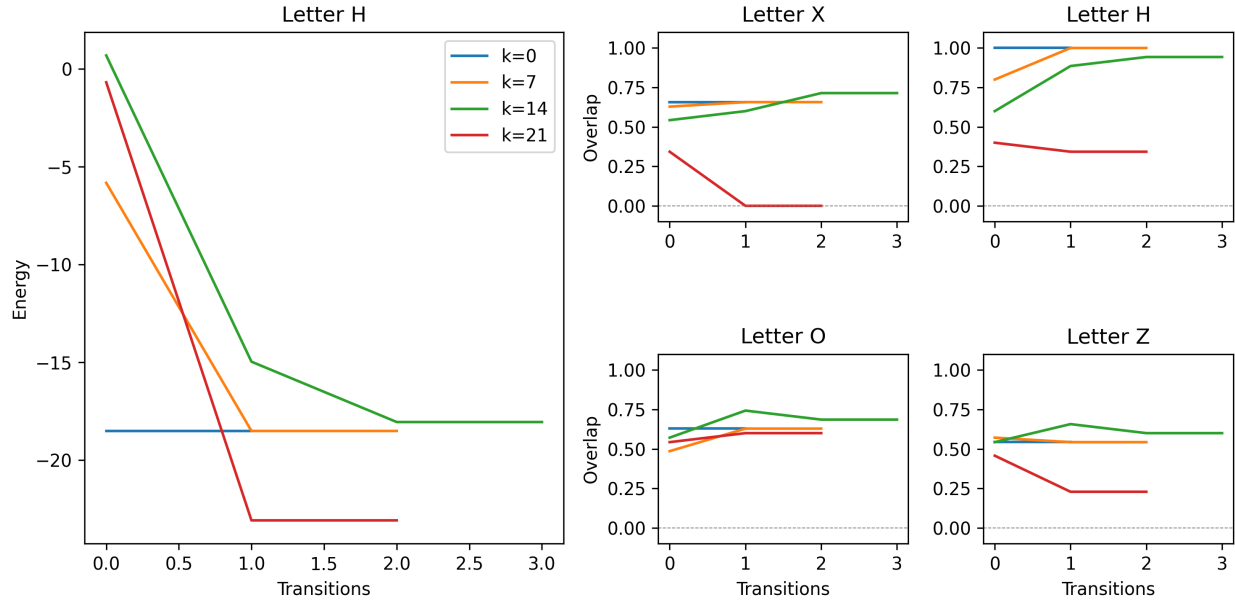 Letter H
Energy
0
−5
−10
−15
−20
0.0 0.5 1.0 1.5 2.0 2.5 3.0
Transitions
k=0
k=7
k=14
k=21
Letter X
Overlap
1.00
0.75
0.50
0.25
0.00
0 1 2 3
Letter H
1.00
0.75
0.50
0.25
0.00
0 1 2 3
Letter O
Overlap
1.00
0.75
0.50
0.25
0.00
0 1 2 3
Transitions
Letter Z
1.00
0.75
0.50
0.25
0.00
0 1 2 3
Transitions